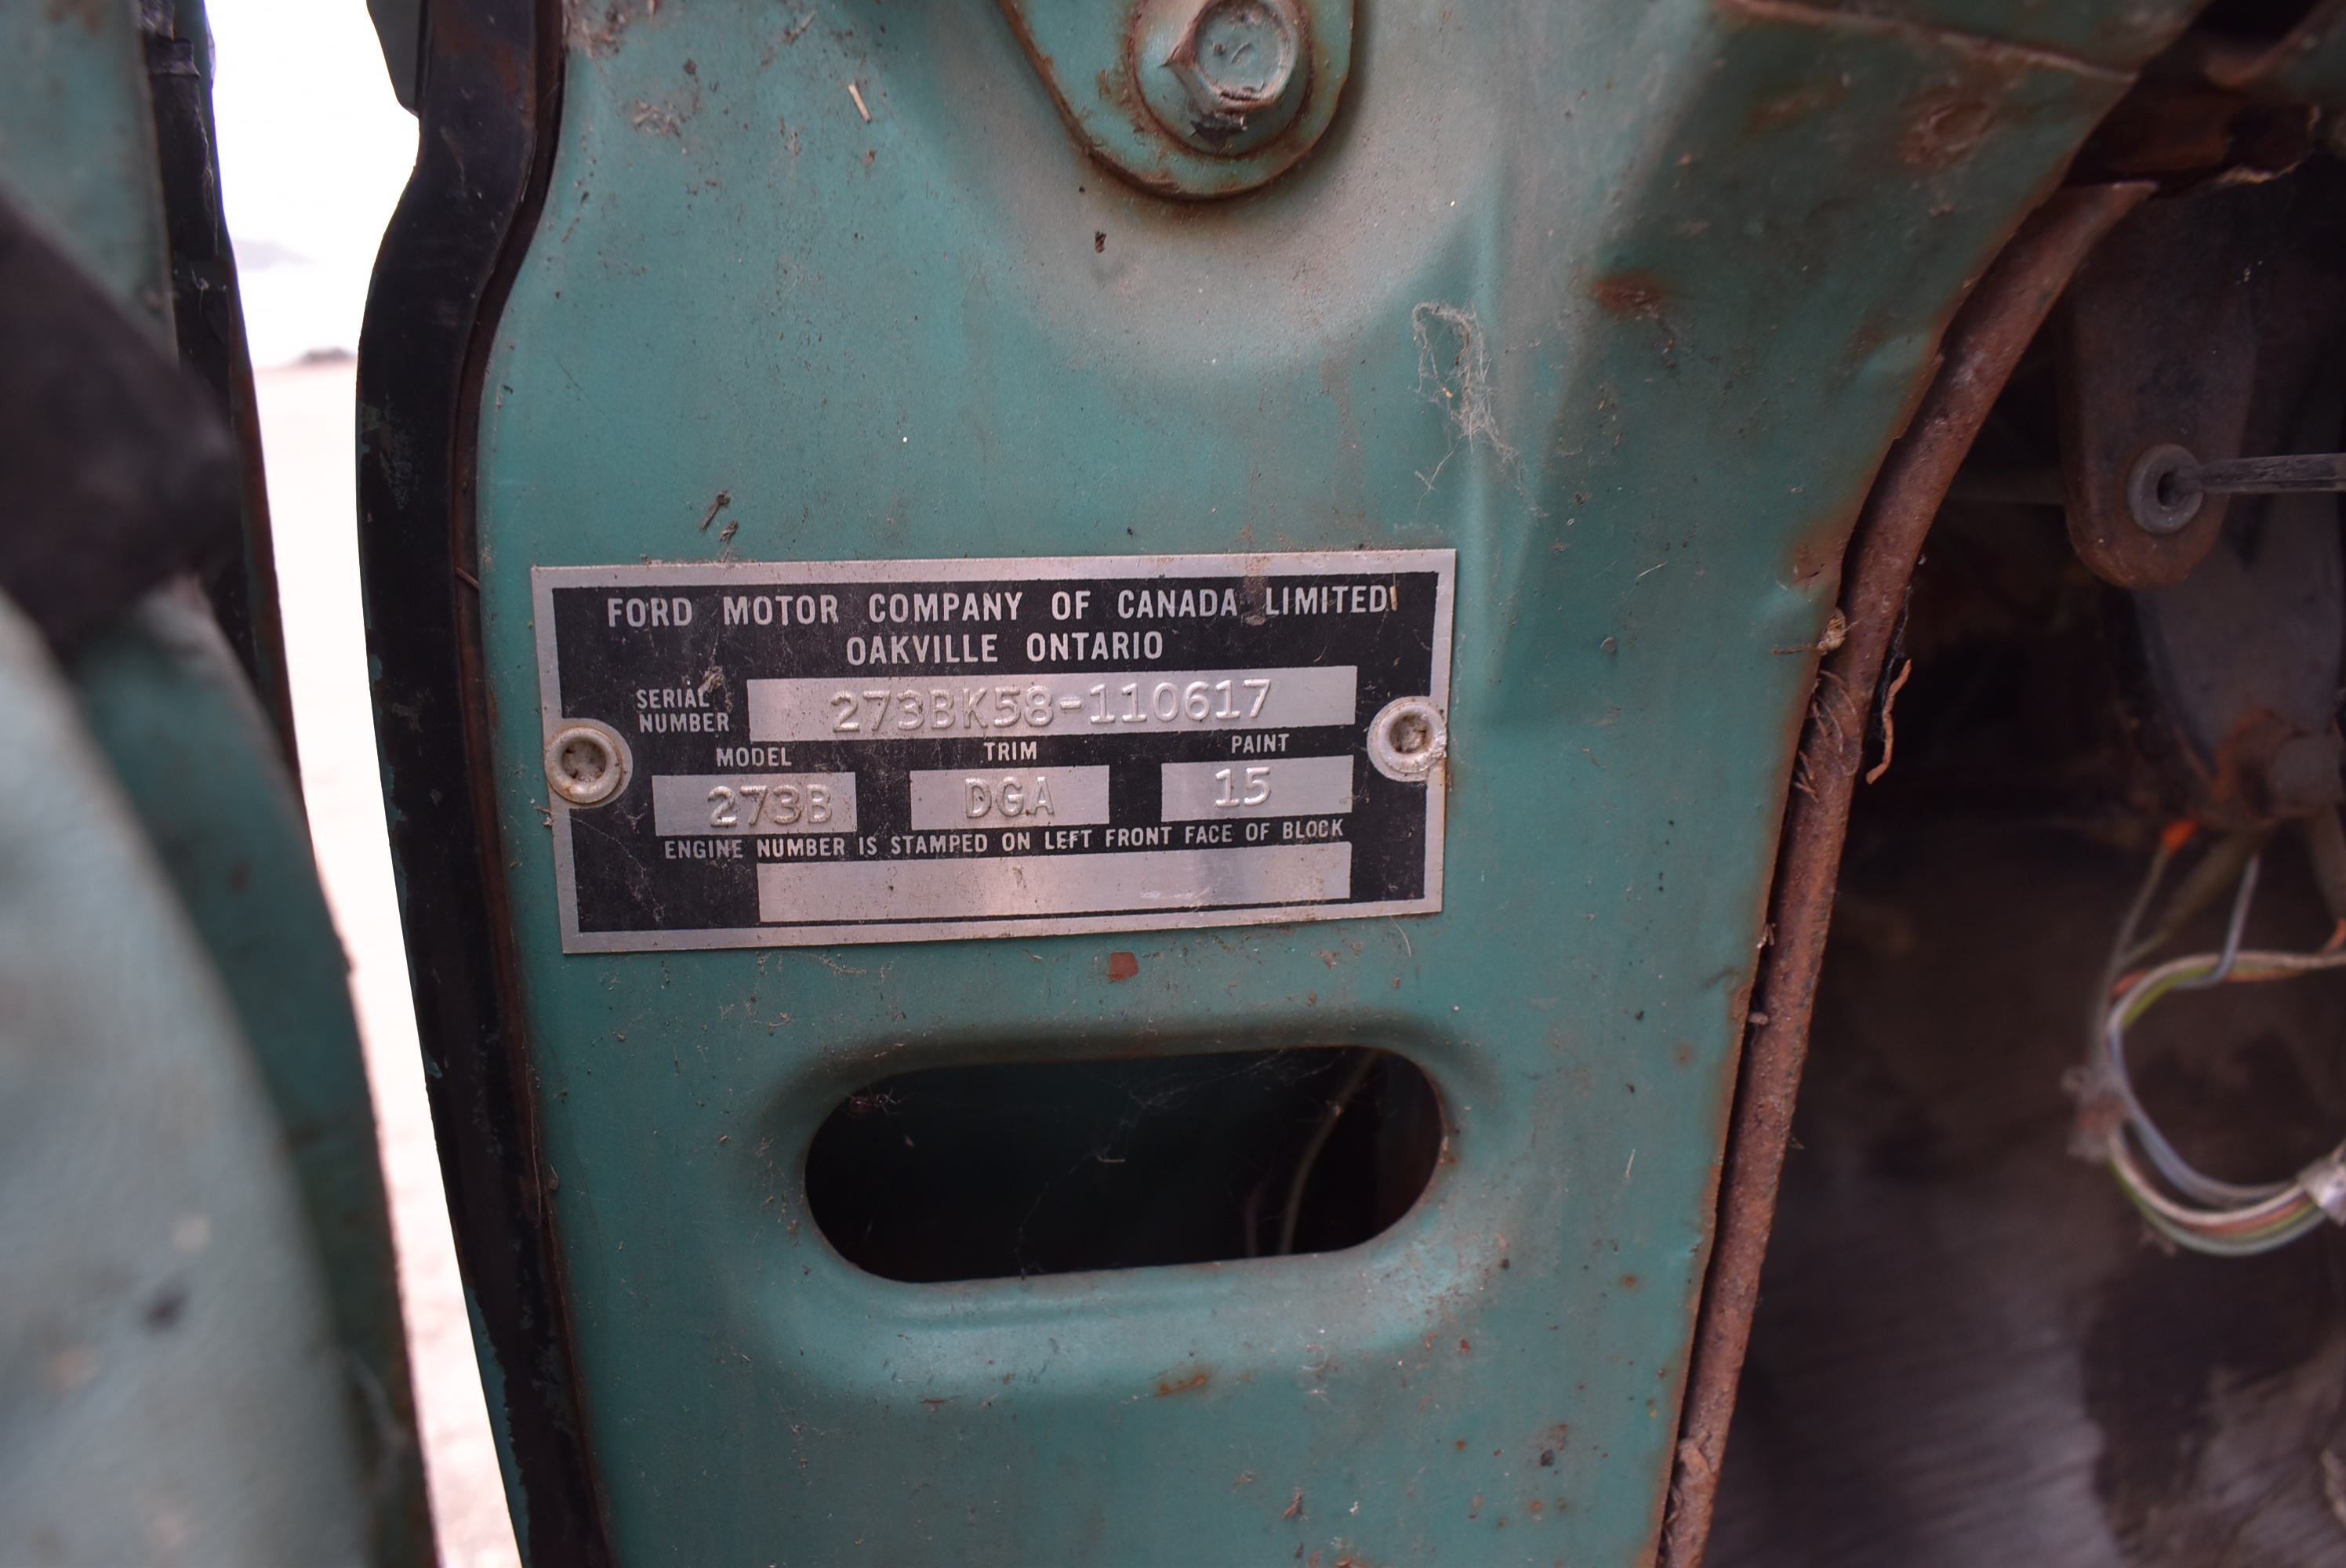 FORD MOTOR COMPANY OF CANADA LIMITED
OAKVILLE ONTARIO
SERIAL NUMBER 273BK58-110617
MODEL TRIM PAINT
273B DGA 15
ENGINE NUMBER IS STAMPED ON LEFT FRONT FACE OF BLOCK